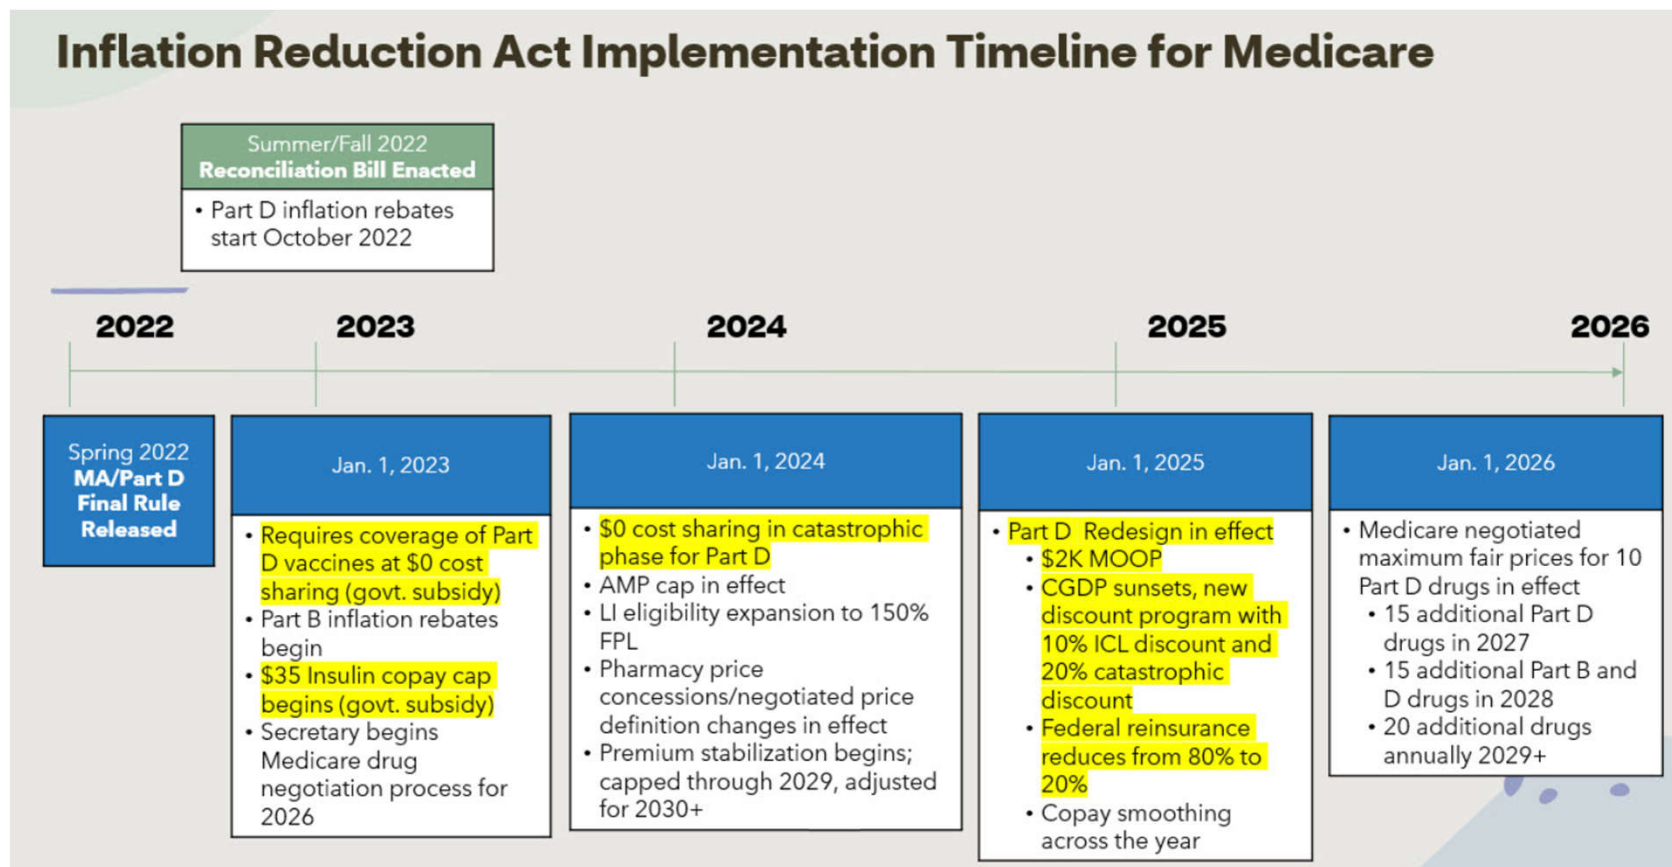 Inflation Reduction Act Implementation Timeline for Medicare
Summer/Fall 2022
Reconciliation Bill Enacted
• Part D inflation rebates
start October 2022
2022
2023
2024
2025
2026
Spring 2022
MA/Part D
Final Rule
Released
Jan. 1, 2023
• Requires coverage of Part
D vaccines at $0 cost
sharing (govt. subsidy)
• Part B inflation rebates
begin
• $35 Insulin copay cap
begins (govt. subsidy)
• Secretary begins
Medicare drug
negotiation process for
2026
Jan. 1, 2024
• $0 cost sharing in catastrophic
phase for Part D
• AMP cap in effect
• LI eligibility expansion to 150%
FPL
• Pharmacy price
concessions/negotiated price
definition changes in effect
• Premium stabilization begins;
capped through 2029, adjusted
for 2030+
Jan. 1, 2025
• Part D Redesign in effect
• $2K MOOP
• CGDP sunsets, new
discount program with
10% ICL discount and
20% catastrophic
discount
• Federal reinsurance
reduces from 80% to
20%
• Copay smoothing
across the year
Jan. 1, 2026
• Medicare negotiated
maximum fair prices for 10
Part D drugs in effect
• 15 additional Part D
drugs in 2027
• 15 additional Part B and
D drugs in 2028
• 20 additional drugs
annually 2029+